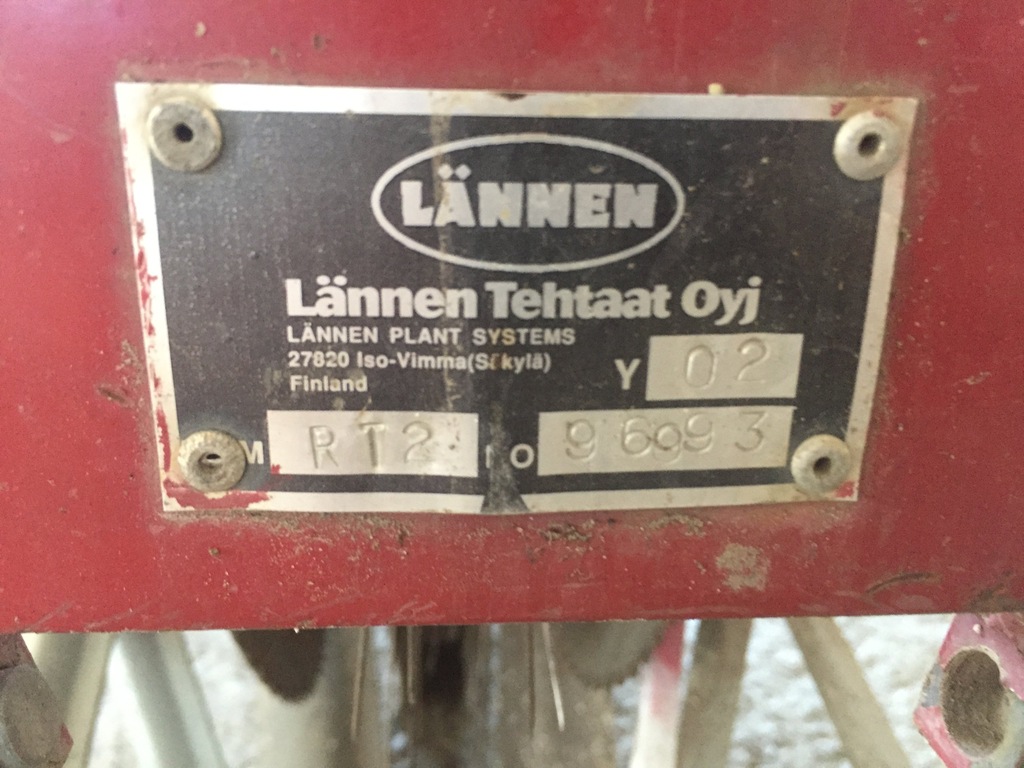 LÄNNEN
Lännen Tehtaat Oyj
LÄNNEN PLANT SYSTEMS
27820 Iso-Vimma(Säkylä)
Finland
Y 02
M RT2 NO 96993